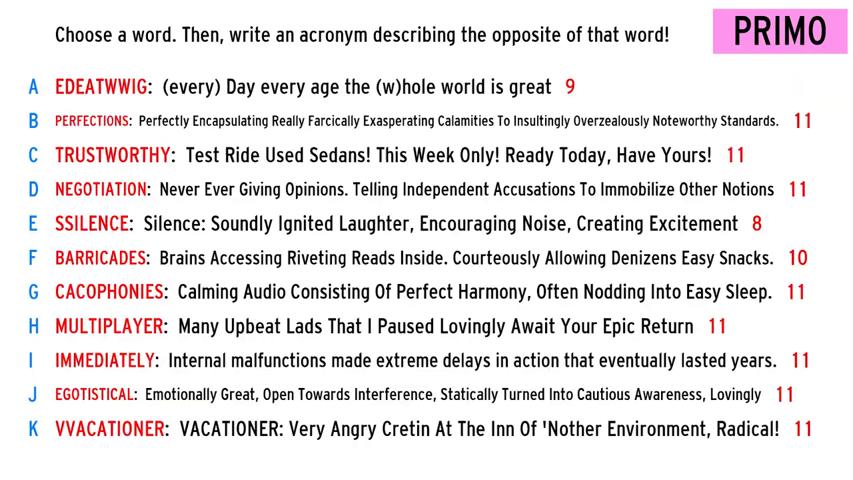 Choose a word. Then, write an acronym describing the opposite of that word!
PRIMO
A EDEATWWIG: (every) Day every age the (w)hole world is great 9
B PERFECTIONS: Perfectly Encapsulating Really Farcically Exasperating Calamities To Insultingly Overzealously Noteworthy Standards. 11
C TRUSTWORTHY: Test Ride Used Sedans! This Week Only! Ready Today, Have Yours! 11
D NEGOTIATION: Never Ever Giving Opinions. Telling Independent Accusations To Immobilize Other Notions 11
E SSILENCE: Silence: Soundly Ignited Laughter, Encouraging Noise, Creating Excitement 8
F BARRICADES: Brains Accessing Riveting Reads Inside. Courteously Allowing Denizens Easy Snacks. 10
G CACOPHONIES: Calming Audio Consisting Of Perfect Harmony, Often Nodding Into Easy Sleep. 11
H MULTIPLAYER: Many Upbeat Lads That I Paused Lovingly Await Your Epic Return 11
I IMMEDIATELY: Internal malfunctions made extreme delays in action that eventually lasted years. 11
J EGOTISTICAL: Emotionally Great, Open Towards Interference, Statically Turned Into Cautious Awareness, Lovingly 11
K VVACATIONER: VACATIONER: Very Angry Cretin At The Inn Of 'Nother Environment, Radical! 11